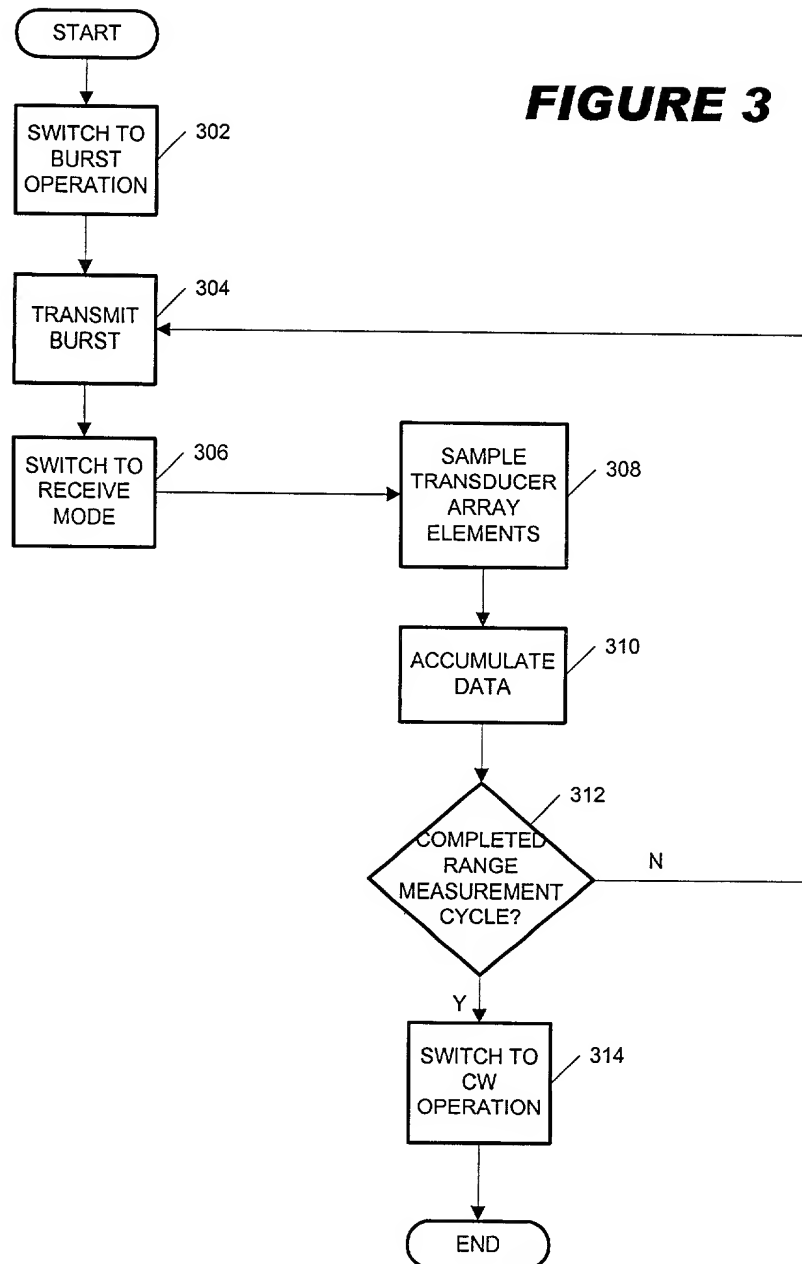 START
FIGURE 3
SWITCH TO
BURST
OPERATION
302
TRANSMIT
BURST
304
SWITCH TO
RECEIVE
MODE
306
SAMPLE
TRANSDUCER
ARRAY
ELEMENTS
308
ACCUMULATE
DATA
310
COMPLETED
RANGE
MEASUREMENT
CYCLE?
312
N
Y
SWITCH TO
CW
OPERATION
314
END